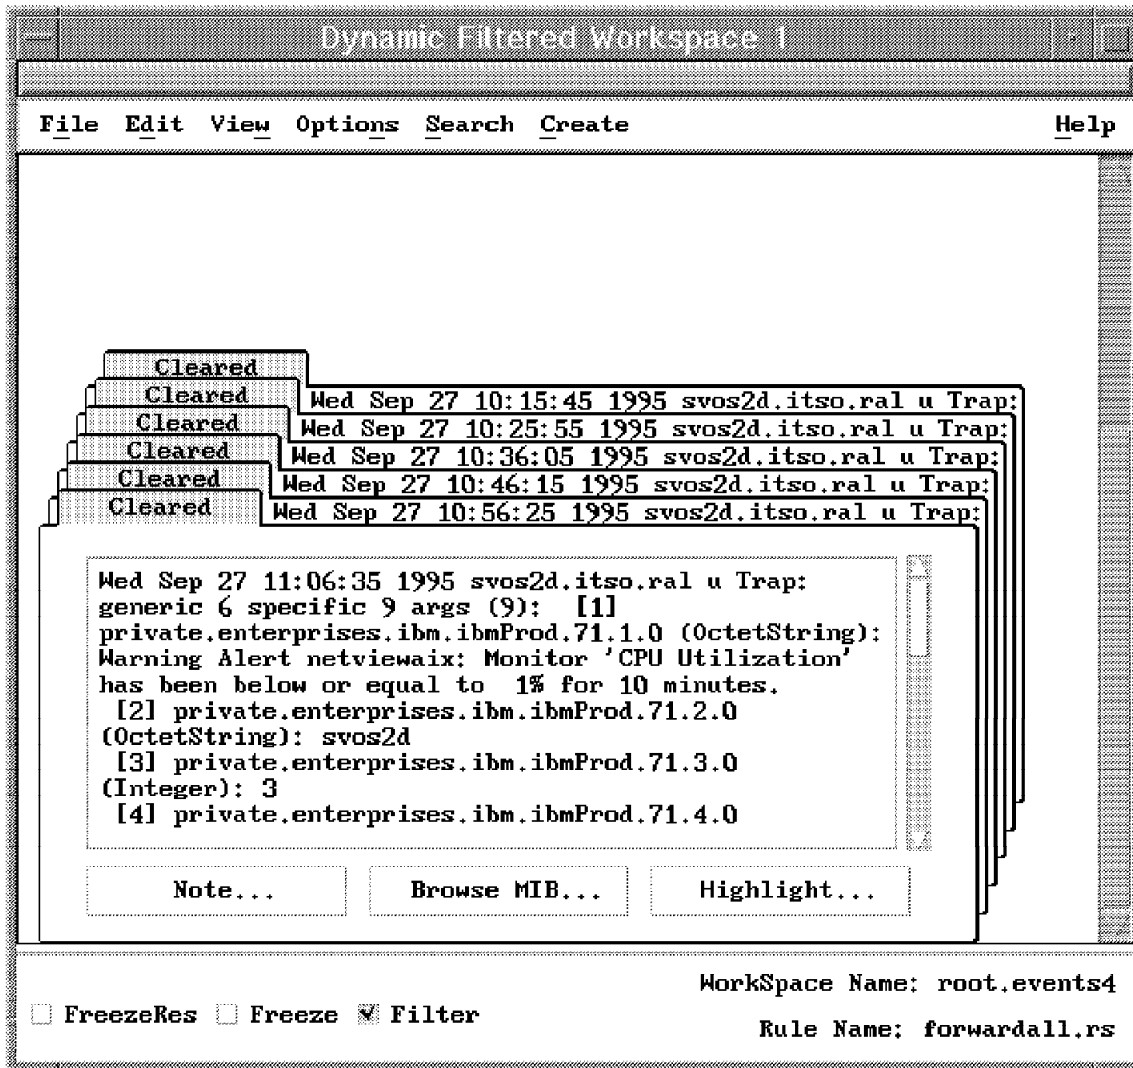 Dynamic Filtered Workspace 1
File Edit View Options Search Create Help
Cleared
Cleared Wed Sep 27 10:15:45 1995 svos2d.itso.ral u Trap:
Cleared Wed Sep 27 10:25:55 1995 svos2d.itso.ral u Trap:
Cleared Wed Sep 27 10:36:05 1995 svos2d.itso.ral u Trap:
Cleared Wed Sep 27 10:46:15 1995 svos2d.itso.ral u Trap:
Cleared Wed Sep 27 10:56:25 1995 svos2d.itso.ral u Trap:
Wed Sep 27 11:06:35 1995 svos2d.itso.ral u Trap:
generic 6 specific 9 args (9):  [1]
private.enterprises.ibm.ibmProd.71.1.0 (OctetString):
Warning Alert netviewaix: Monitor 'CPU Utilization'
has been below or equal to  1% for 10 minutes.
[2] private.enterprises.ibm.ibmProd.71.2.0
(OctetString): svos2d
[3] private.enterprises.ibm.ibmProd.71.3.0
(Integer): 3
[4] private.enterprises.ibm.ibmProd.71.4.0
Note... Browse MIB... Highlight...
WorkSpace Name: root.events4
FreezeRes Freeze Filter
Rule Name: forwardall.rs